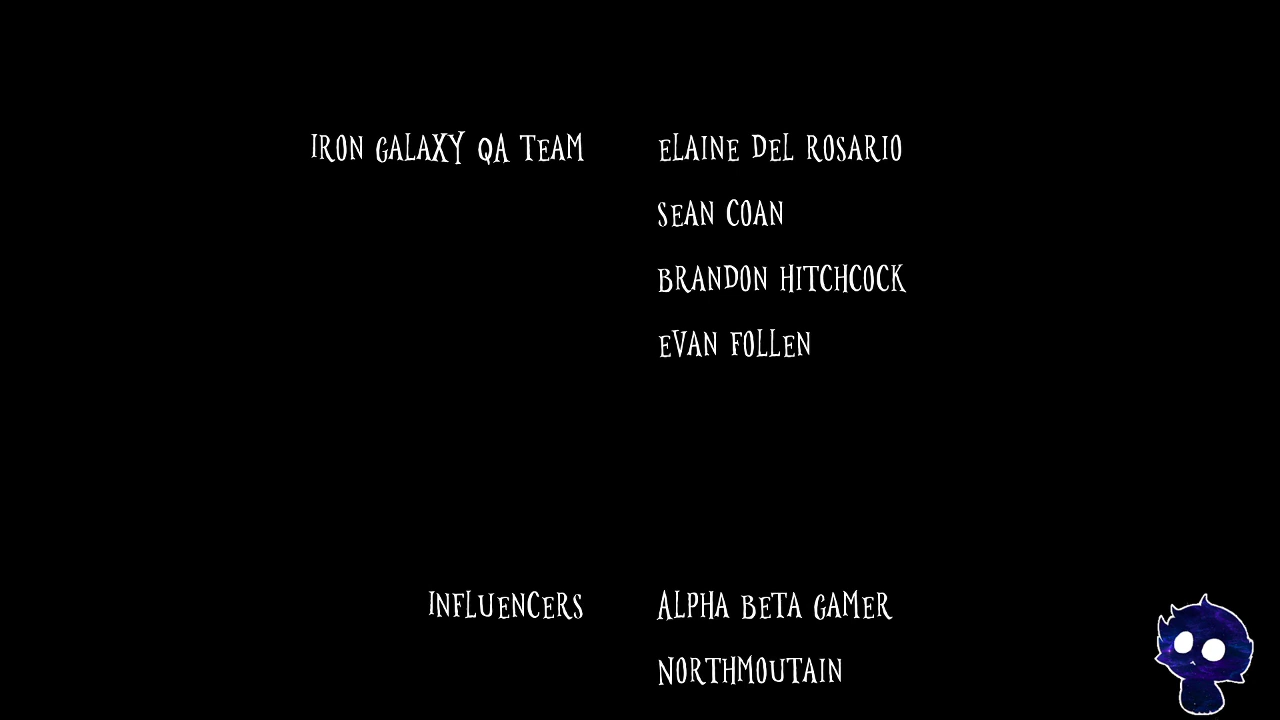 IRON GALAXY QA TEAM ELAINE DEL ROSARIO
SEAN COAN
BRANDON HITCHCOCK
EVAN FOLLEN
INFLUENCERS ALPHA BETA GAMER
NORTHMOUTAIN